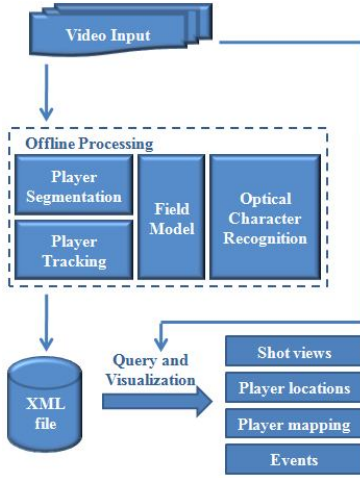 Video Input
Offline Processing
Player
Segmentation
Player
Tracking
Field
Model
Optical
Character
Recognition
Query and
Visualization
XML
file
Shot views
Player locations
Player mapping
Events